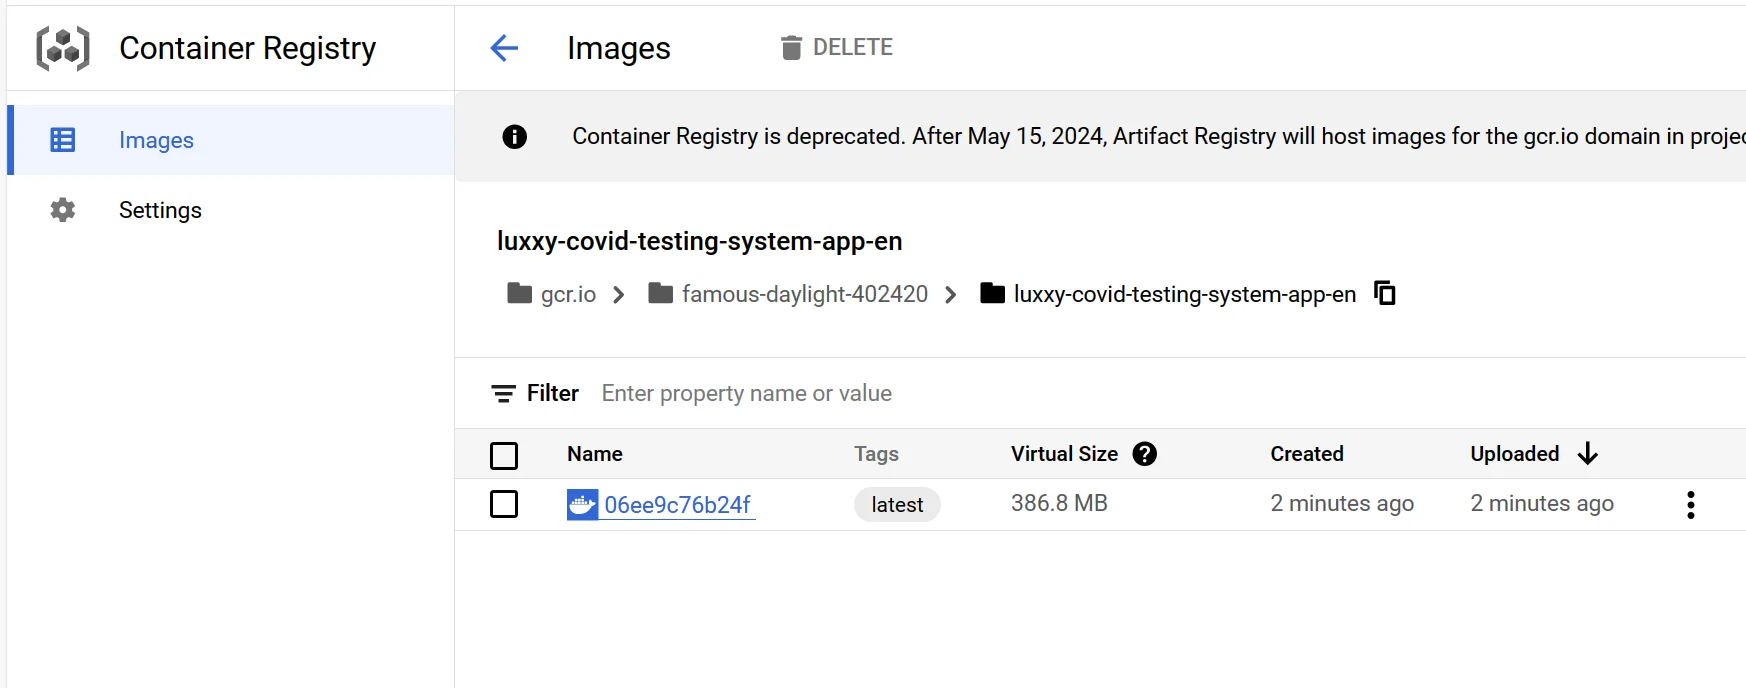 Container Registry
Images
DELETE
Images
Settings
Container Registry is deprecated. After May 15, 2024, Artifact Registry will host images for the gcr.io domain in
luxxy-covid-testing-system-app-en
gcr.io famous-daylight-402420 luxxy-covid-testing-system-app-en
Filter Enter property name or value
Name Tags Virtual Size Created Uploaded
06ee9c76b24f latest 386.8 MB 2 minutes ago 2 minutes ago